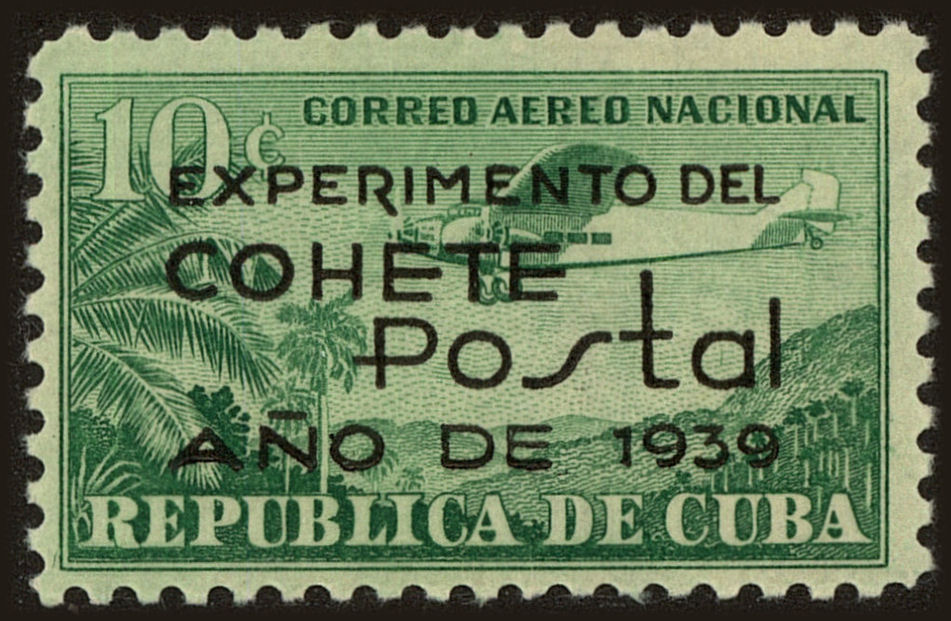 10¢ CORREO AEREO NACIONAL
EXPERIMENTO DEL
COHETE
Postal
AÑO DE 1939
REPUBLICA DE CUBA